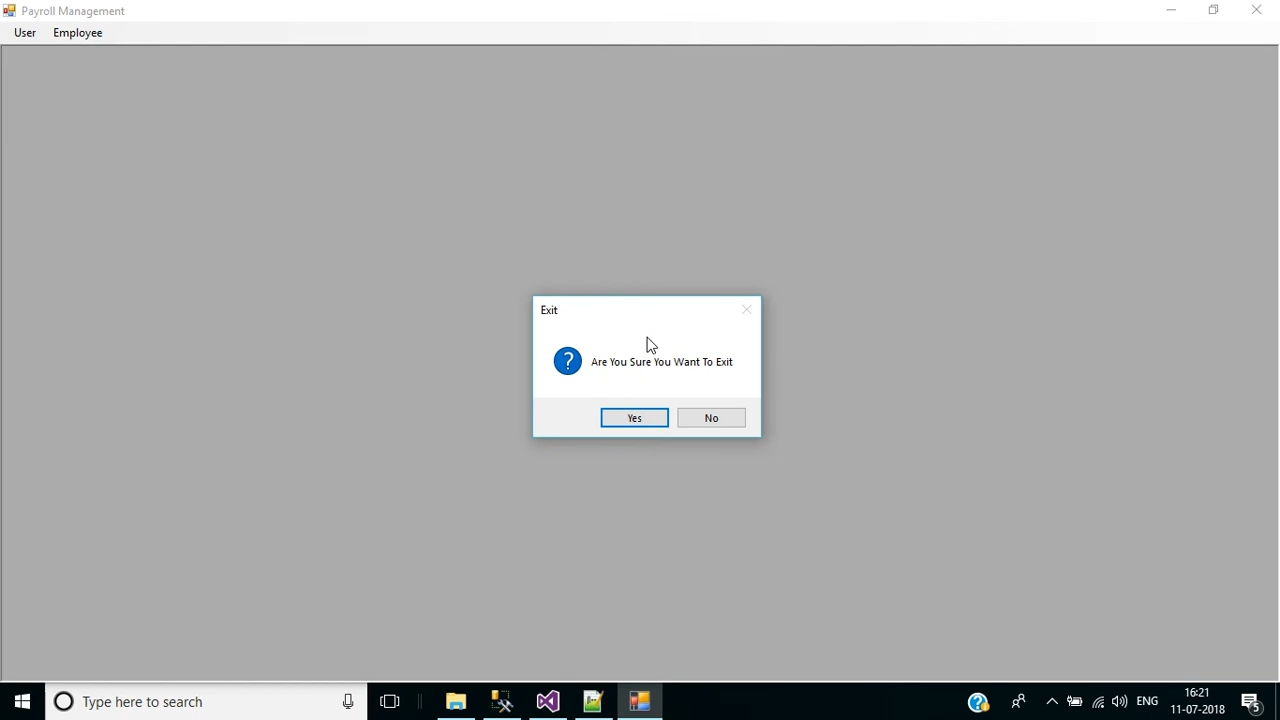 Payroll Management
User Employee
Exit
?
Are You Sure You Want To Exit
Yes No
Type here to search
ENG
16:21
11-07-2018
5